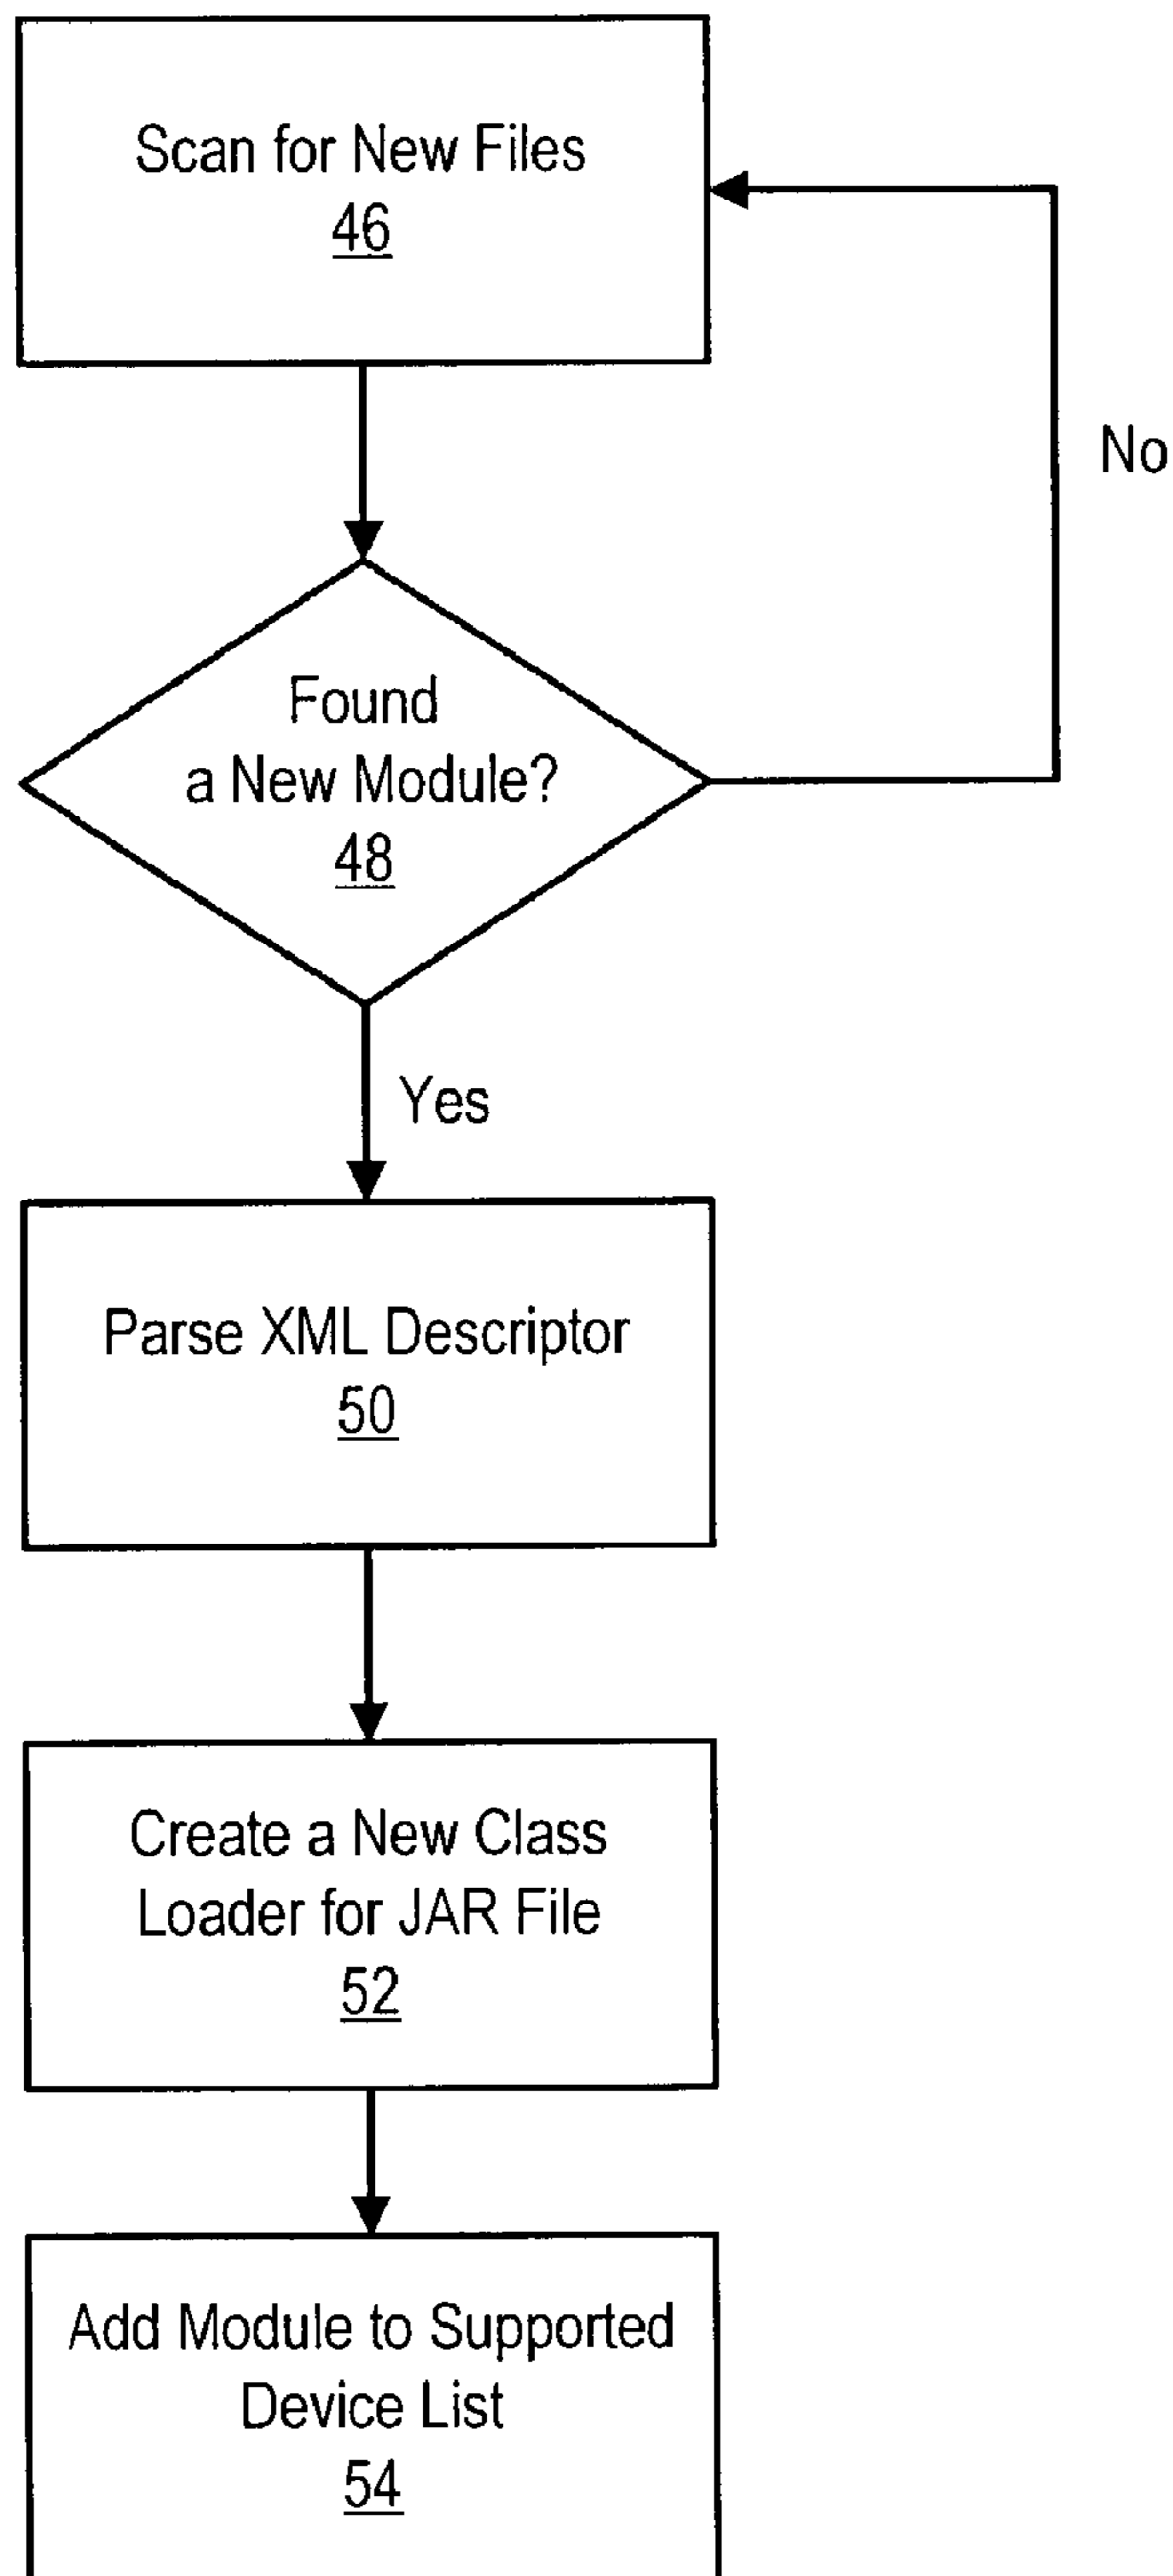 Scan for New Files
46
No
Found
a New Module?
48
Yes
Parse XML Descriptor
50
Create a New Class
Loader for JAR File
52
Add Module to Supported
Device List
54